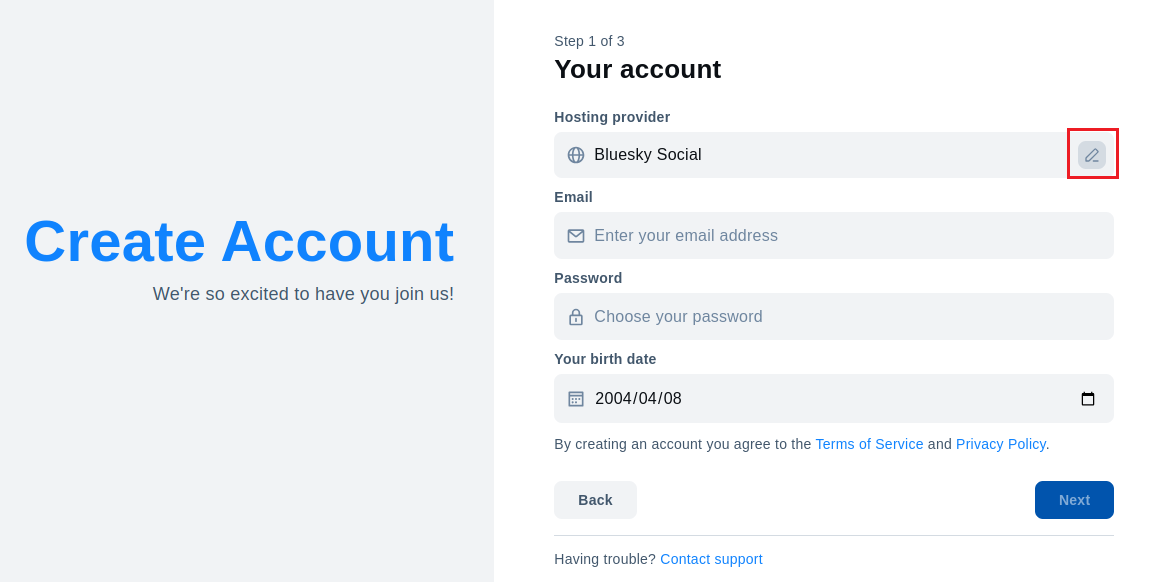 Create Account
We're so excited to have you join us!
Step 1 of 3
Your account
Hosting provider
Bluesky Social
Email
Enter your email address
Password
Choose your password
Your birth date
2004/04/08
By creating an account you agree to the Terms of Service and Privacy Policy.
Back
Next
Having trouble? Contact support